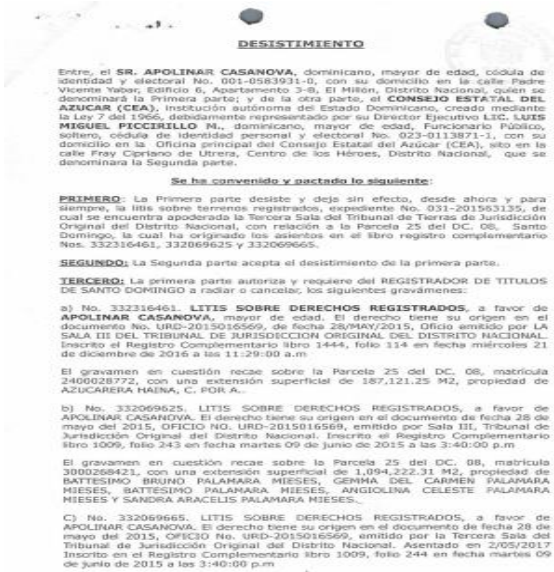 DESISTIMIENTO
Entre, el SR. APOLINAR CASANOVA, dominicano, mayor de edad, cédula de
identidad y electoral No. 001-0583931-0, con su domicilio en la calle Padre
Vicente Yabar, Edificio 6, Apartamento 3-B, El Millón, Distrito Nacional, quien se
denominará la Primera parte; y de la otra parte, el CONSEJO ESTATAL DEL
AZUCAR (CEA), institución autónoma del Estado Dominicano, creado mediante
la Ley 7 del 1966, debidamente representado por su Director Ejecutivo LIC. LUIS
MIGUEL PICCIRILLO M., dominicano, mayor de edad, Funcionario Público,
soltero, cédula de identidad personal y electoral No. 023-0113871-1, con su
domicilio en la Oficina principal del Consejo Estatal del Azúcar (CEA), sito en la
calle Fray Cipriano de Utrera, Centro de los Héroes, Distrito Nacional, que se
denominara la Segunda parte.
Se ha convenido y pactado lo siguiente:
PRIMERO: La Primera parte desiste y deja sin efecto, desde ahora y para
siempre, la litis sobre terrenos registrados, expediente No. 031-201563135, de
cual se encuentra apoderada la Tercera Sala del Tribunal de Tierras de Jurisdicción
Original del Distrito Nacional, con relación a la Parcela 25 del DC. 08, Santo
Domingo, la cual ha originado los asientos en el libro registro complementario
Nos. 332316461, 332069625 y 332069665.
SEGUNDO: La Segunda parte acepta el desistimiento de la primera parte.
TERCERO: La primera parte autoriza y requiere del REGISTRADOR DE TITULOS
DE SANTO DOMINGO a radiar o cancelar, los siguientes gravámenes:
a) No. 332316461. LITIS SOBRE DERECHOS REGISTRADOS, a favor de
APOLINAR CASANOVA, mayor de edad. El derecho tiene su origen en el
documento No. URD-2015016569, de fecha 28/MAY/2015, Oficio emitido por LA
SALA III DEL TRIBUNAL DE JURISDICCION ORIGINAL DEL DISTRITO NACIONAL.
Inscrito el Registro Complementario libro 1444, folio 114 en fecha miércoles 21
de diciembre de 2016 a las 11:29:00 a.m
El gravamen en cuestión recae sobre la Parcela 25 del DC. 08, matrícula
2400028772, con una extensión superficial de 187,121.25 M2, propiedad de
AZUCARERA HAINA, C. POR A.
b) No. 332069625. LITIS SOBRE DERECHOS REGISTRADOS, a favor de
APOLINAR CASANOVA. El derecho tiene su origen en el documento de fecha 28 de
mayo del 2015, OFICIO NO. URD-2015016569, emitido por Sala III, Tribunal de
Jurisdicción Original del Distrito Nacional. Inscrito el Registro Complementario
libro 1009, folio 243 en fecha martes 09 de junio de 2015 a las 3:40:00 p.m
El gravamen en cuestión recae sobre la Parcela 25 del DC. 08, matrícula
3000268421, con una extensión superficial de 1,094,222.31 M2, propiedad de
BATTESIMO BRUNO PALAMARA MIESES, GEMMA DEL CARMEN PALAMARA
MIESES, BATTESIMO PALAMARA MIESES, ANGIOLINA CELESTE PALAMARA
MIESES Y SANDRA ARACELIS PALAMARA MIESES.
C) No. 332069665. LITIS SOBRE DERECHOS REGISTRADOS, a favor de
APOLINAR CASANOVA. El derecho tiene su origen en el documento de fecha 28 de
mayo del 2015, OFICIO No. URD-2015016569, emitido por la Tercera Sala del
Tribunal de Jurisdicción Original del Distrito Nacional. Asentado en 2/05/2017
Inscrito en el Registro Complementario libro 1009, folio 244 en fecha martes 09
de junio de 2015 a las 3:40:00 p.m